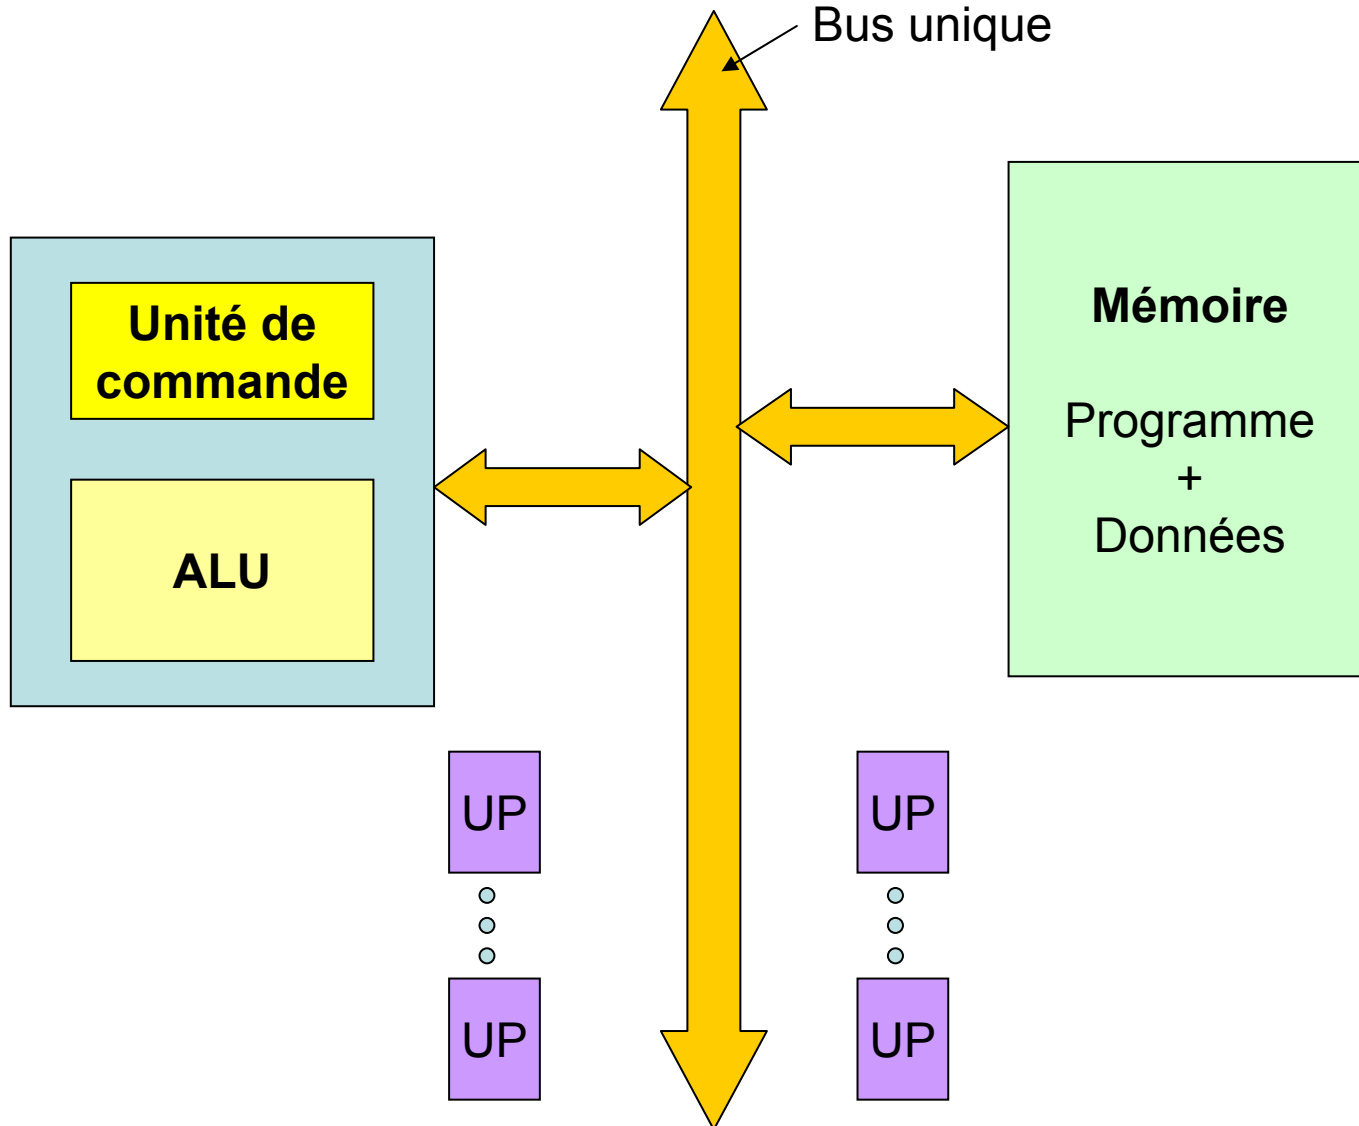 Bus unique
Unité de
commande
ALU
Mémoire
Programme
+
Données
UP
UP
UP
UP